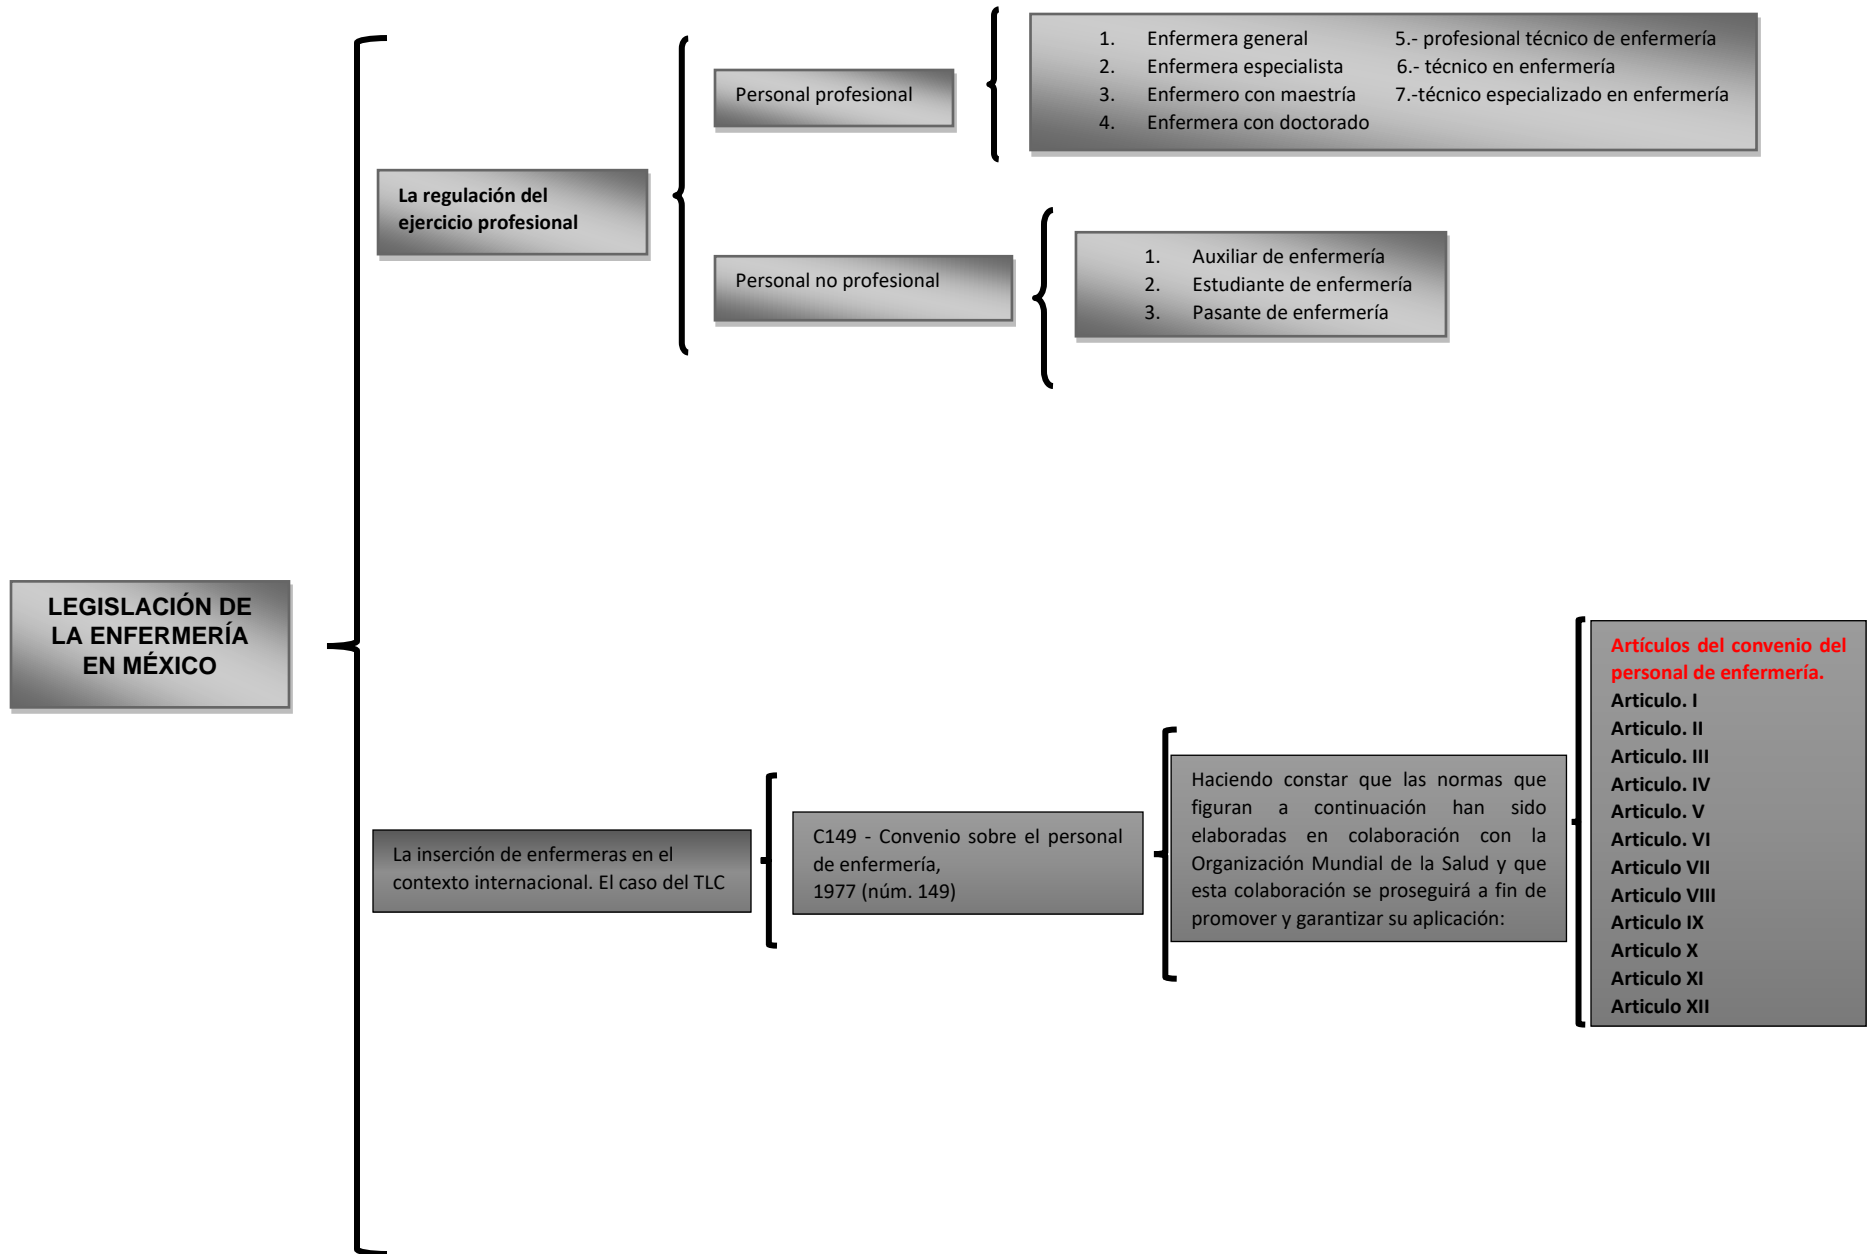 LEGISLACIÓN DE
LA ENFERMERÍA
EN MÉXICO
La regulación del
ejercicio profesional
Personal profesional
1. Enfermera general 5.- profesional técnico de enfermería
2. Enfermera especialista 6.- técnico en enfermería
3. Enfermero con maestría 7.-técnico especializado en enfermería
4. Enfermera con doctorado
Personal no profesional
1. Auxiliar de enfermería
2. Estudiante de enfermería
3. Pasante de enfermería
La inserción de enfermeras en el
contexto internacional. El caso del TLC
C149 - Convenio sobre el personal
de enfermería,
1977 (núm. 149)
Haciendo constar que las normas que
figuran a continuación han sido
elaboradas en colaboración con la
Organización Mundial de la Salud y que
esta colaboración se proseguirá a fin de
promover y garantizar su aplicación:
Artículos del convenio del
personal de enfermería.
Articulo. I
Articulo. II
Articulo. III
Articulo. IV
Articulo. V
Articulo. VI
Articulo VII
Articulo VIII
Articulo IX
Articulo X
Articulo XI
Articulo XII